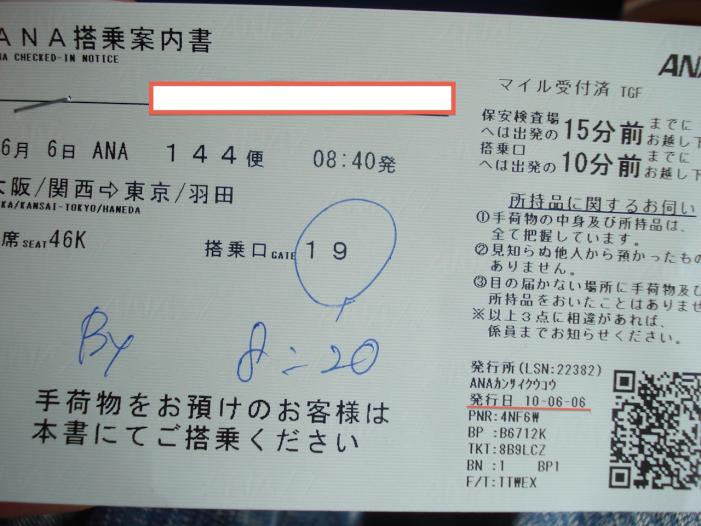 ANA搭乗案内書
ANA CHECKED-IN NOTICE
ANA
マイル受付済 TGF
保安検査場
へは出発の15分前までに
お越し下
搭乗口
へは出発の10分前までに
お越し下
6月 6日 ANA 144便 08:40発
大阪/関西⇨東京/羽田
KA/KANSAI-TOKYO/HANEDA
席SEAT46K
搭乗口GATE 19
By 8:20
所持品に関するお伺い
①手荷物の中身及び所持品は、
全て把握しています。
②見知らぬ他人から預かったもの
ありません。
③目の届かない場所に手荷物及び
所持品をおいたことはありませ
※以上3点に相違があれば、
係員までお知らせください。
手荷物をお預けのお客様は
本書にてご搭乗ください
発行所(LSN:22382)
ANAカンサイクウコウ
発行日 10-06-06
PNR:4NF6W
BP :B6712K
TKT:8B9LCZ
BN :1 BP1
F/T:TTWEX